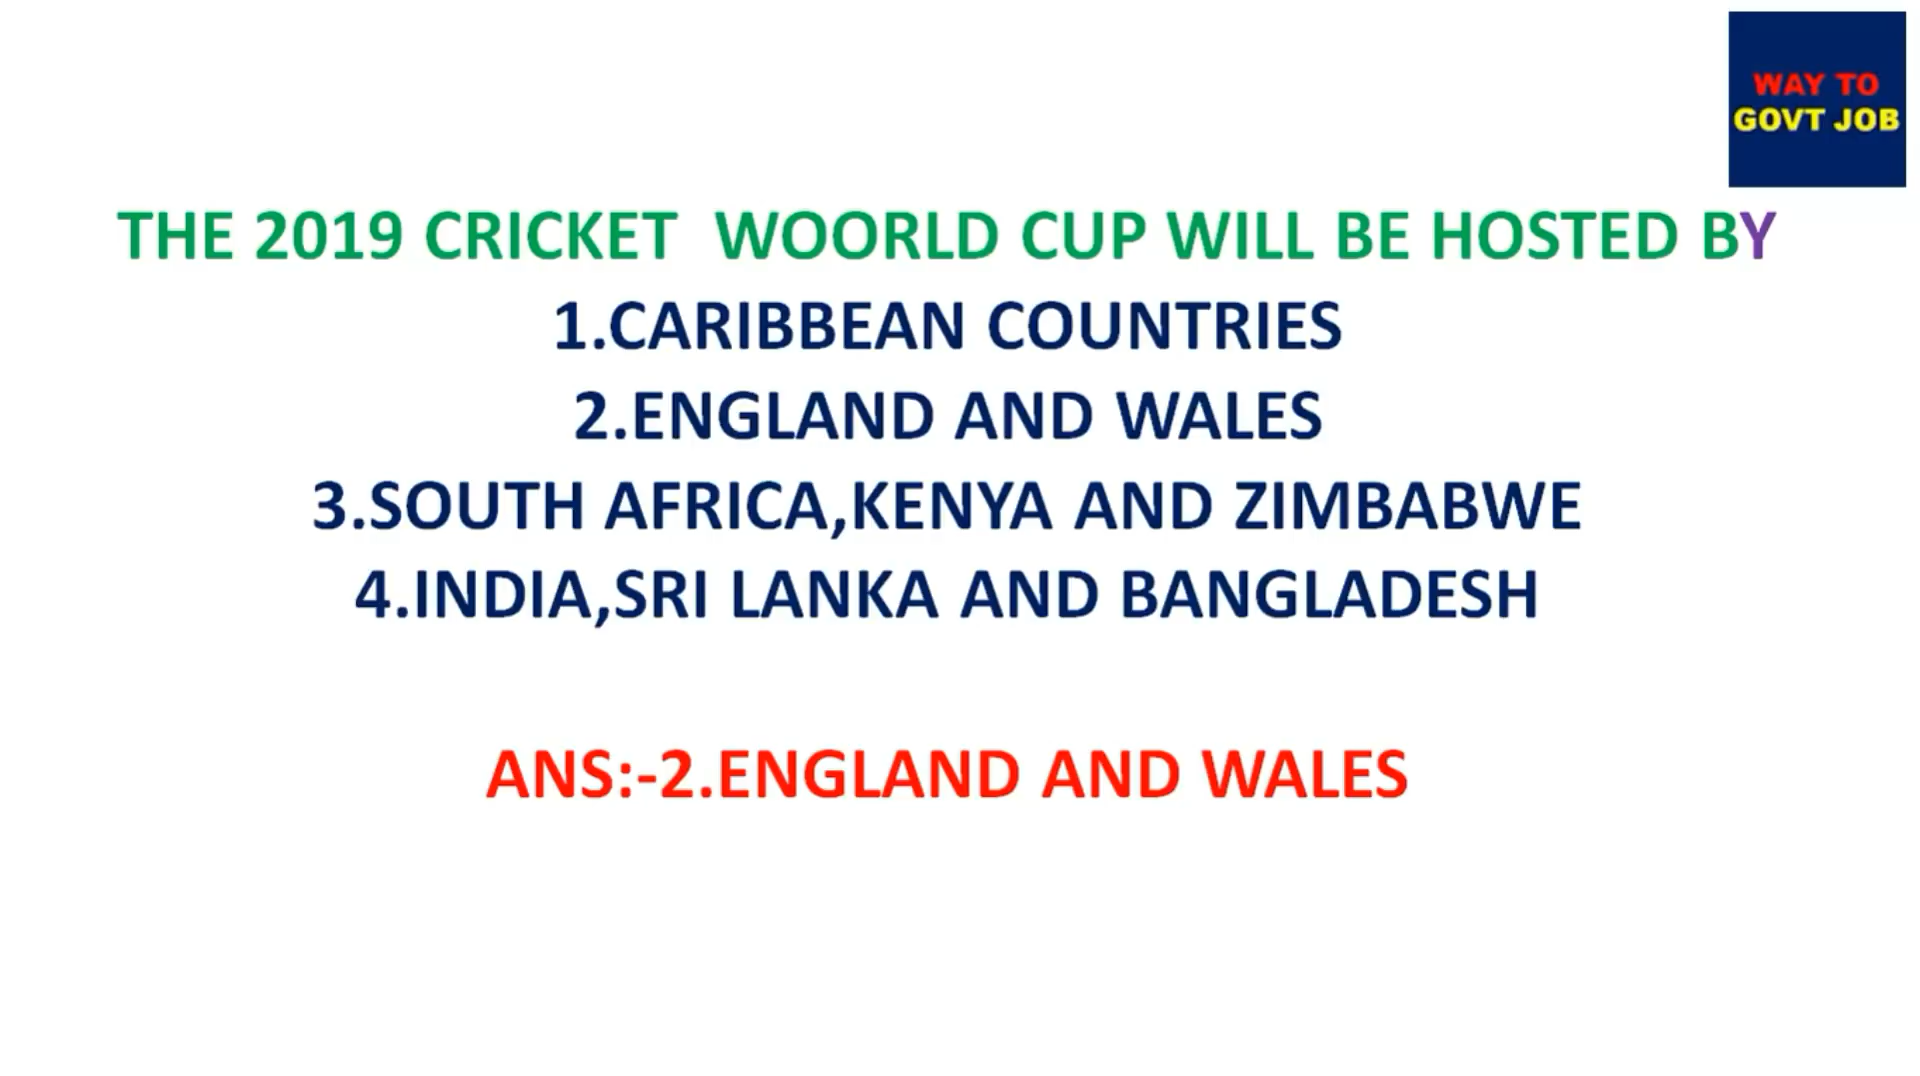 WAY TO
GOVT JOB
THE 2019 CRICKET WOORLD CUP WILL BE HOSTED BY
1.CARIBBEAN COUNTRIES
2.ENGLAND AND WALES
3.SOUTH AFRICA,KENYA AND ZIMBABWE
4.INDIA,SRI LANKA AND BANGLADESH
ANS:-2.ENGLAND AND WALES